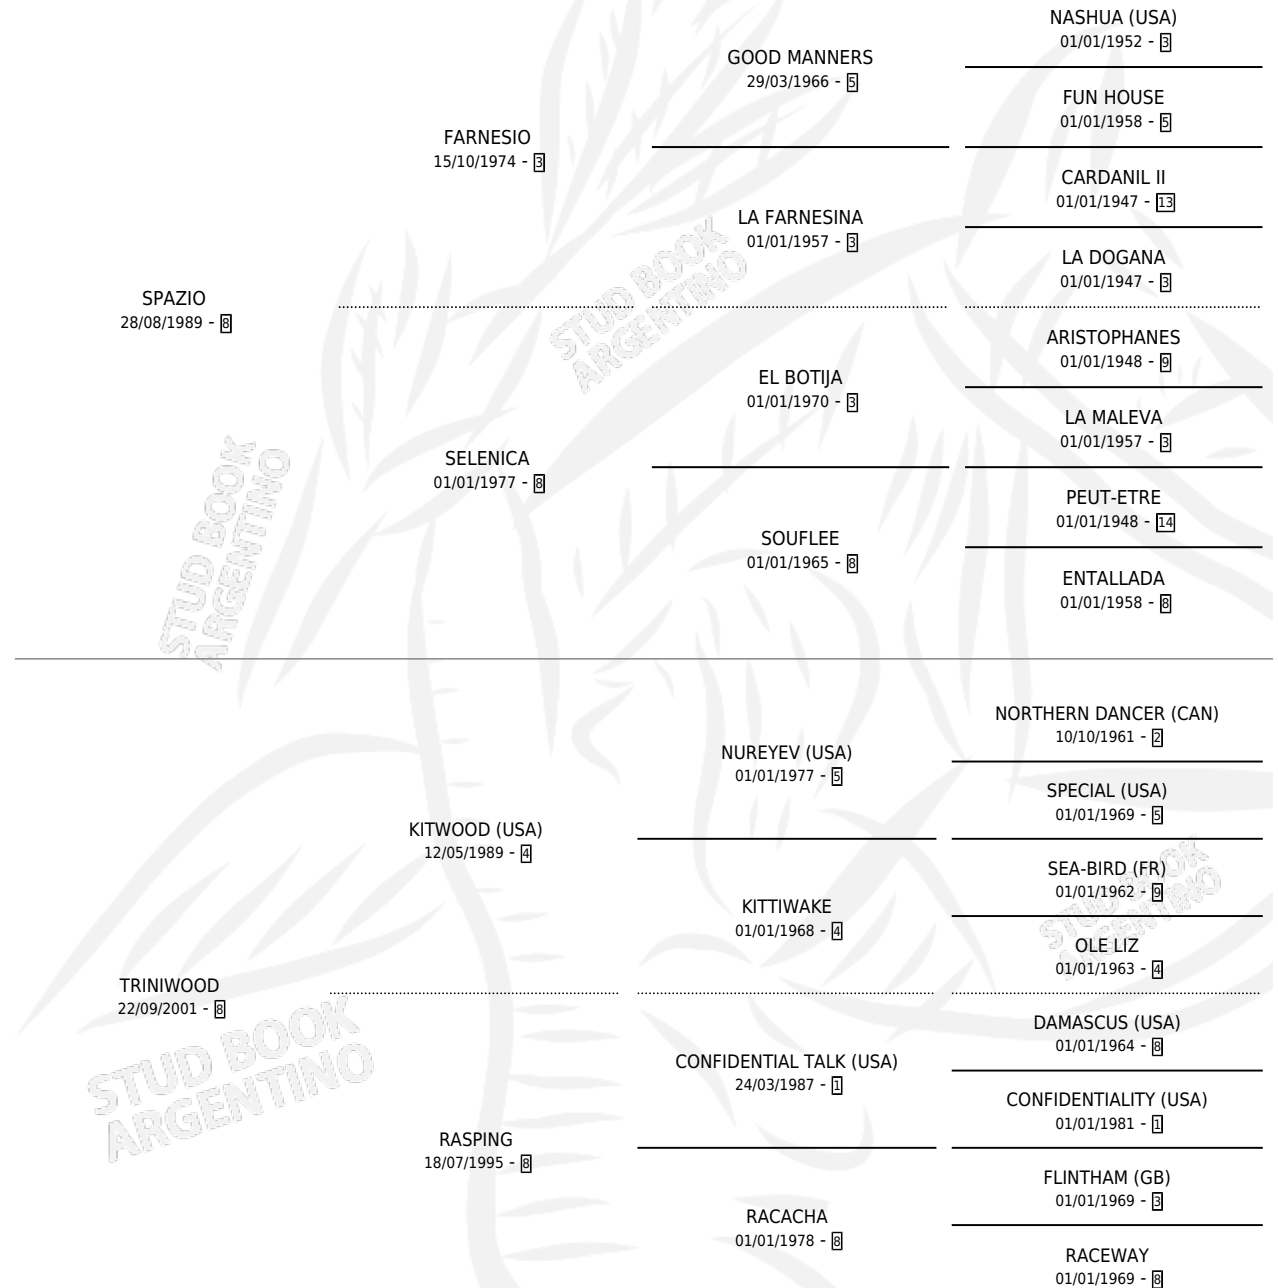 NASHUA (USA)
01/01/1952 - 3
GOOD MANNERS
29/03/1966 - 5
FUN HOUSE
01/01/1958 - 5
FARNESIO
15/10/1974 - 3
CARDANIL II
01/01/1947 - 13
LA FARNESINA
01/01/1957 - 3
LA DOGANA
01/01/1947 - 3
SPAZIO
28/08/1989 - 8
STUD BOOK
ARGENTINO
ARISTOPHANES
01/01/1948 - 9
EL BOTIJA
01/01/1970 - 3
LA MALEVA
01/01/1957 - 3
SELENICA
01/01/1977 - 8
PEUT-ETRE
01/01/1948 - 14
SOUFLEE
01/01/1965 - 8
ENTALLADA
01/01/1958 - 8
STUD BOOK
ARGENTINO
NORTHERN DANCER (CAN)
10/10/1961 - 2
NUREYEV (USA)
01/01/1977 - 5
SPECIAL (USA)
01/01/1969 - 5
KITWOOD (USA)
12/05/1989 - 4
SEA-BIRD (FR)
01/01/1962 - 9
KITTIWAKE
01/01/1968 - 4
STUD BOOK
ARGENTINO
OLE LIZ
01/01/1963 - 4
TRINIWOOD
22/09/2001 - 8
DAMASCUS (USA)
01/01/1964 - 8
STUD BOOK
ARGENTINO
CONFIDENTIAL TALK (USA)
24/03/1987 - 1
CONFIDENTIALITY (USA)
01/01/1981 - 1
RASPING
18/07/1995 - 8
FLINTHAM (GB)
01/01/1969 - 3
RACACHA
01/01/1978 - 8
RACEWAY
01/01/1969 - 8